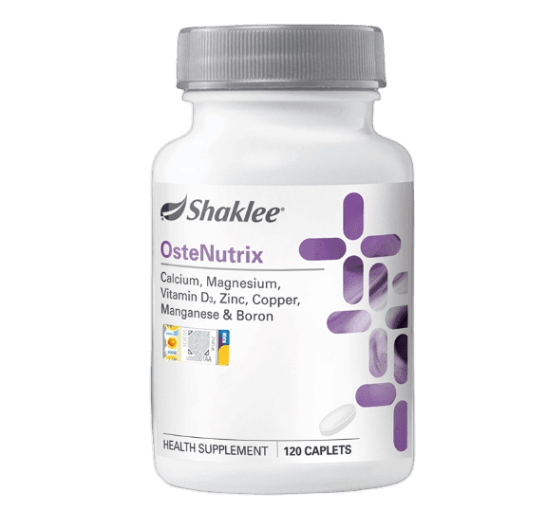 Shaklee®
OsteNutrix
Calcium, Magnesium,
Vitamin D₃, Zinc, Copper,
Manganese & Boron
HEALTH SUPPLEMENT | 120 CAPLETS